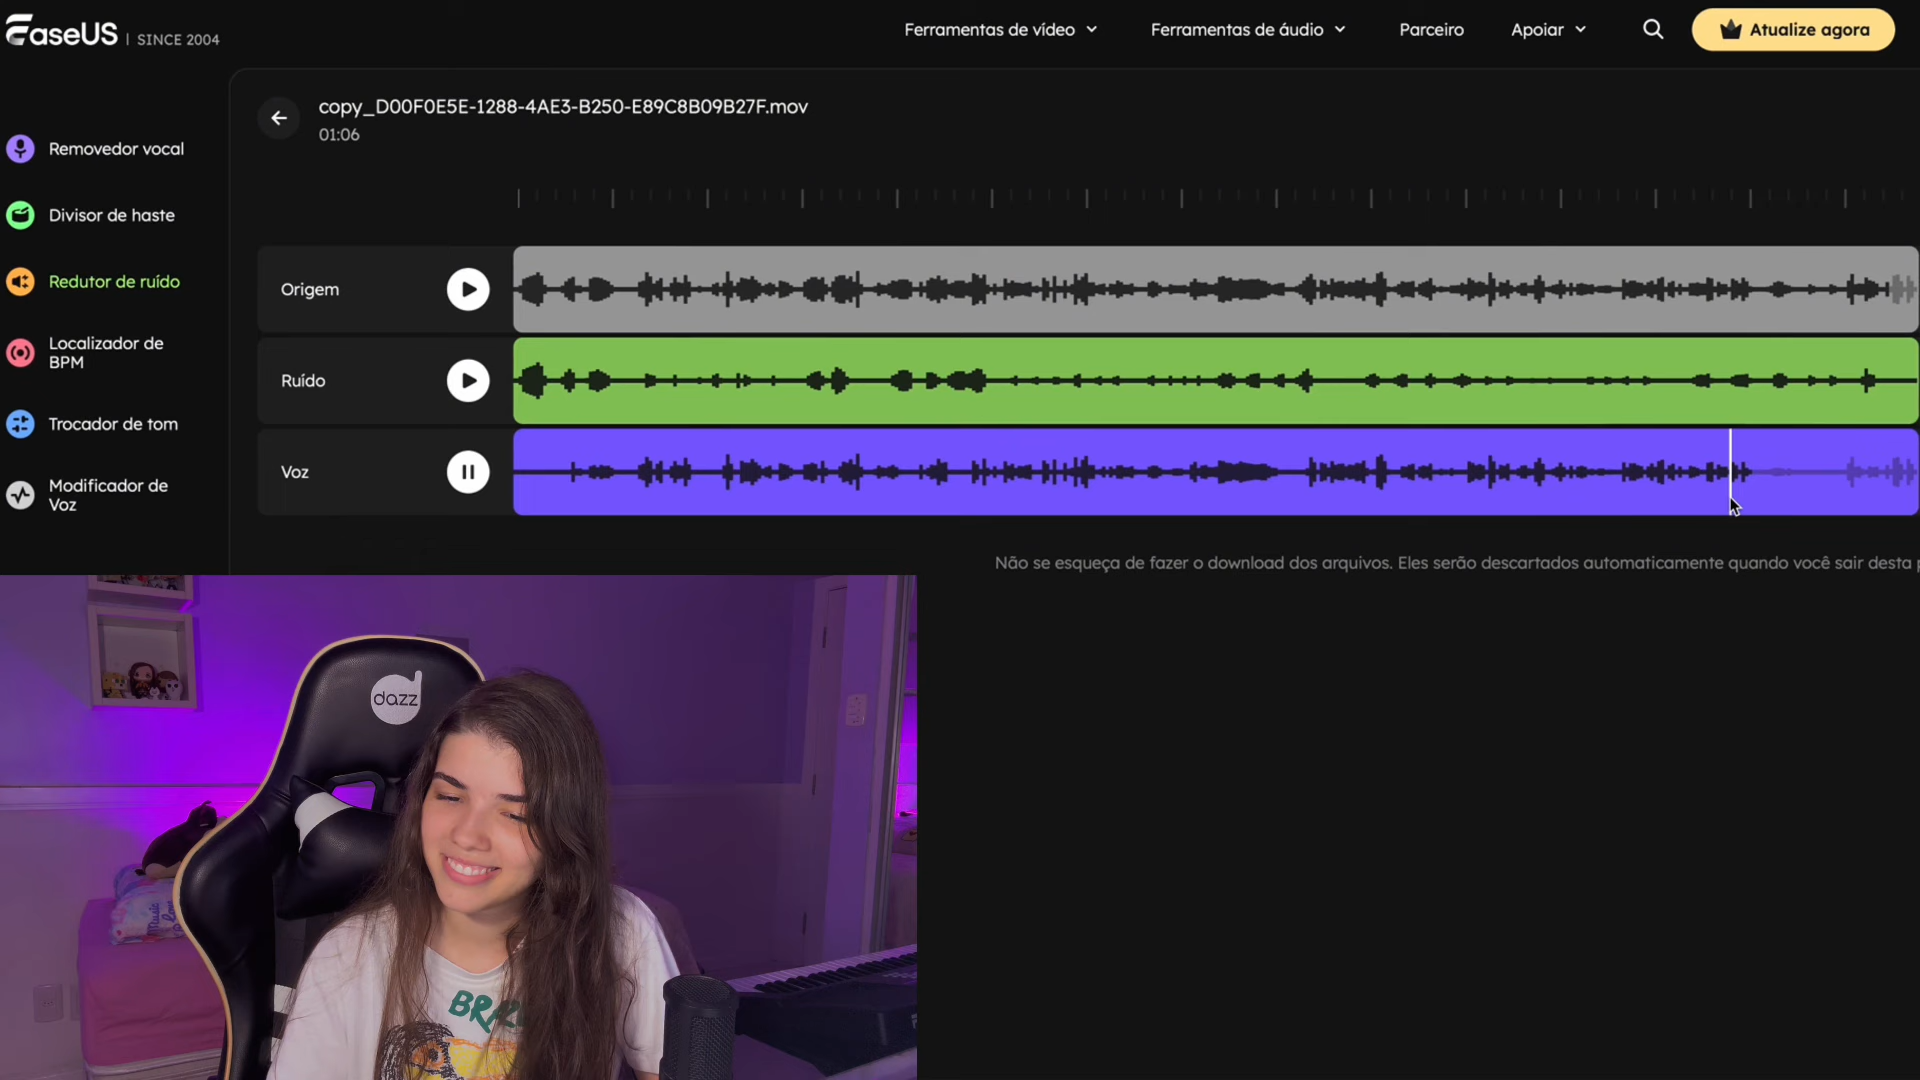 EaseUS | SINCE 2004
Ferramentas de vídeo
Ferramentas de áudio
Parceiro
Apoiar
Atualize agora
copy_D00F0E5E-1288-4AE3-B250-E89C8B09B27F.mov
01:06
Removedor vocal
Divisor de haste
Redutor de ruído
Localizador de
BPM
Trocador de tom
Modificador de
Voz
Origem
Ruído
Voz
Não se esqueça de fazer o download dos arquivos. Eles serão descartados automaticamente quando você sair desta
dazz
Music